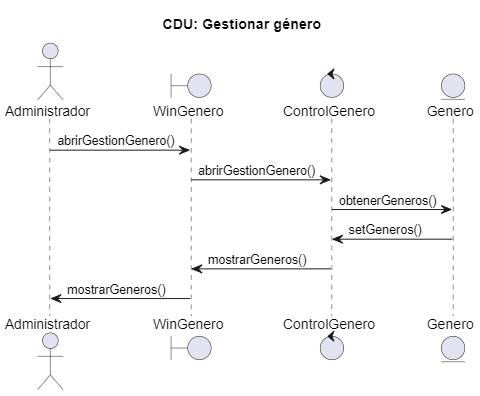 CDU: Gestionar género
Administrador WinGenero ControlGenero Genero
abrirGestionGenero()
abrirGestionGenero()
obtenerGeneros()
setGeneros()
mostrarGeneros()
mostrarGeneros()
Administrador WinGenero ControlGenero Genero